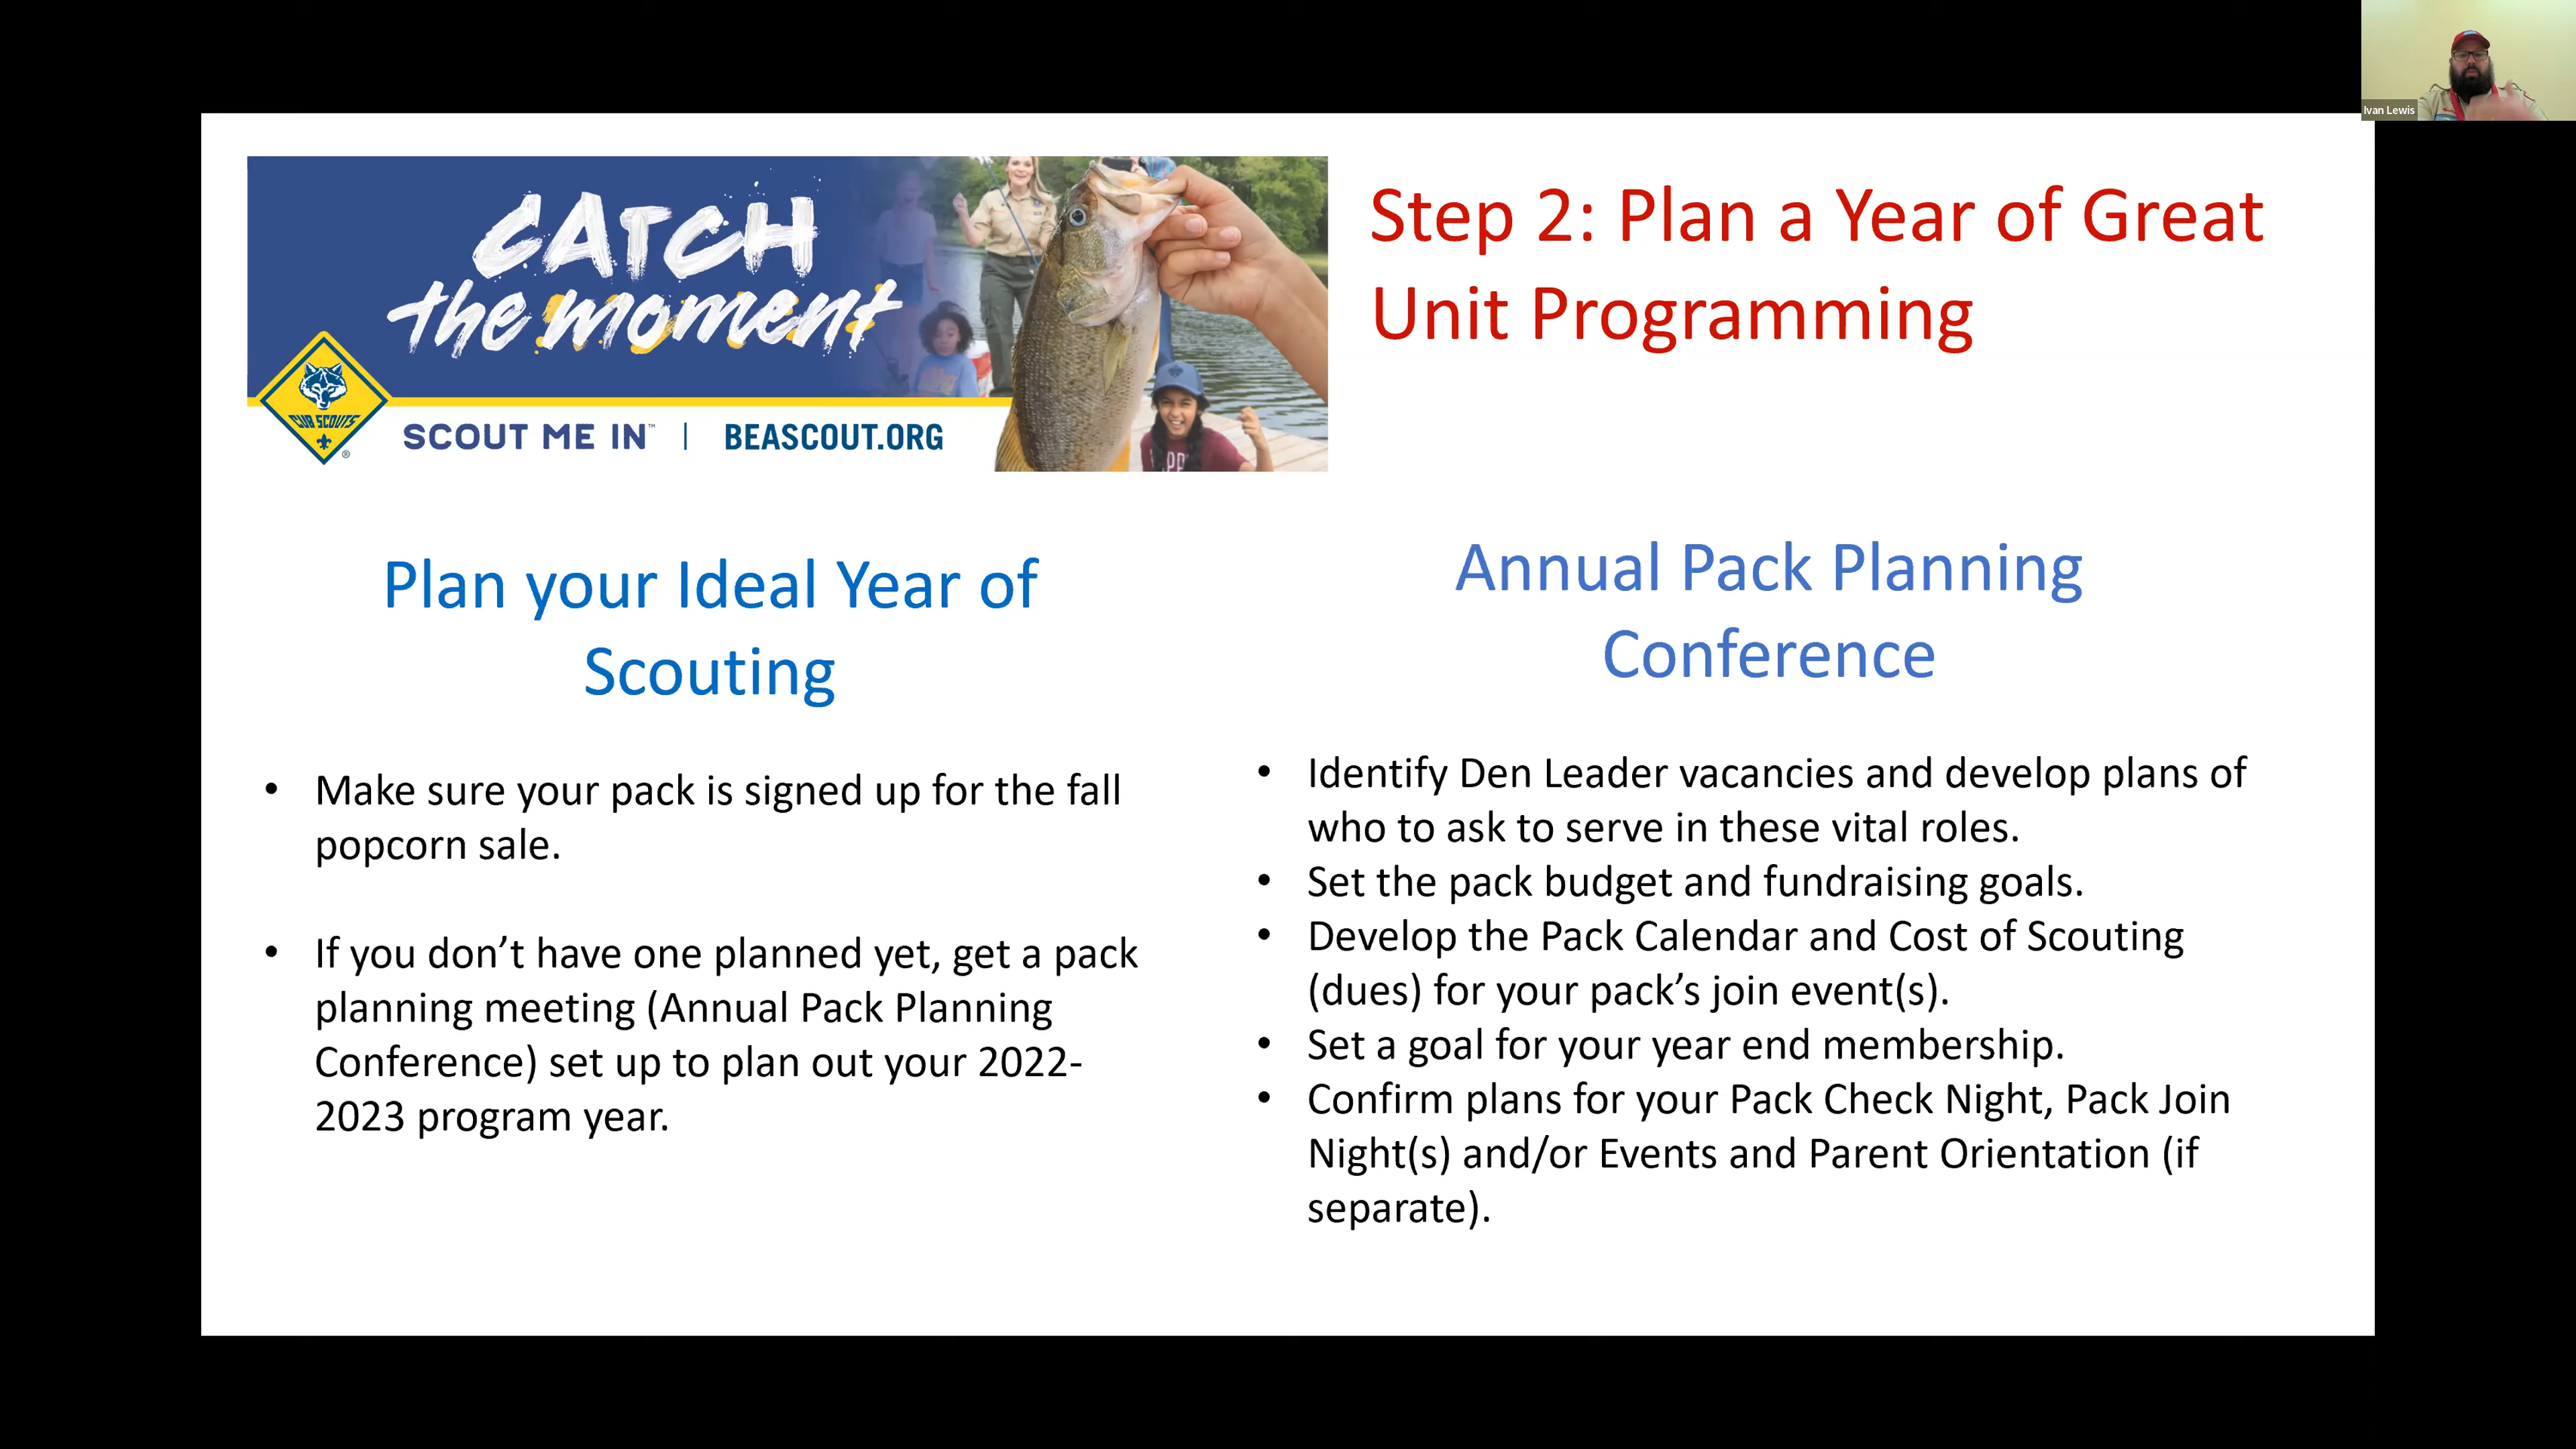 Ivan Lewis
CATCH
the moment
CUB SCOUTS
®
SCOUT ME IN™ | BEASCOUT.ORG
Step 2: Plan a Year of Great
Unit Programming
Plan your Ideal Year of
Scouting
• Make sure your pack is signed up for the fall
popcorn sale.
• If you don’t have one planned yet, get a pack
planning meeting (Annual Pack Planning
Conference) set up to plan out your 2022-
2023 program year.
Annual Pack Planning
Conference
• Identify Den Leader vacancies and develop plans of
who to ask to serve in these vital roles.
• Set the pack budget and fundraising goals.
• Develop the Pack Calendar and Cost of Scouting
(dues) for your pack’s join event(s).
• Set a goal for your year end membership.
• Confirm plans for your Pack Check Night, Pack Join
Night(s) and/or Events and Parent Orientation (if
separate).